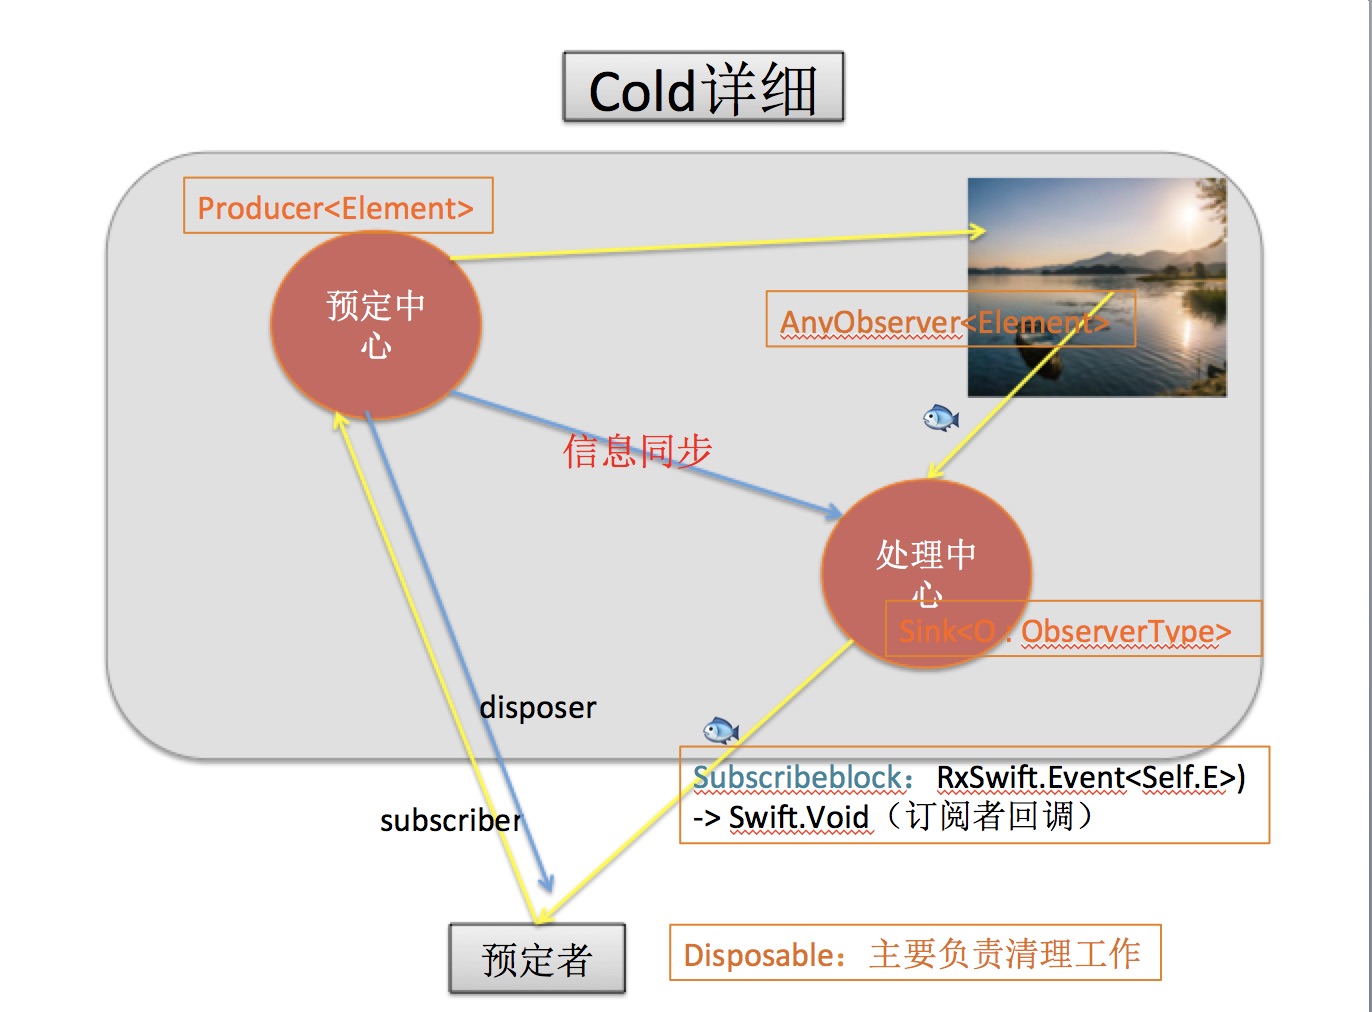 Cold详细
Producer<Element>
预定中
心
AnyObserver<Element>
信息同步
处理中
心
Sink<O : ObserverType>
disposer
Subscribeblock：RxSwift.Event<Self.E>)
-> Swift.Void（订阅者回调）
subscriber
预定者
Disposable：主要负责清理工作